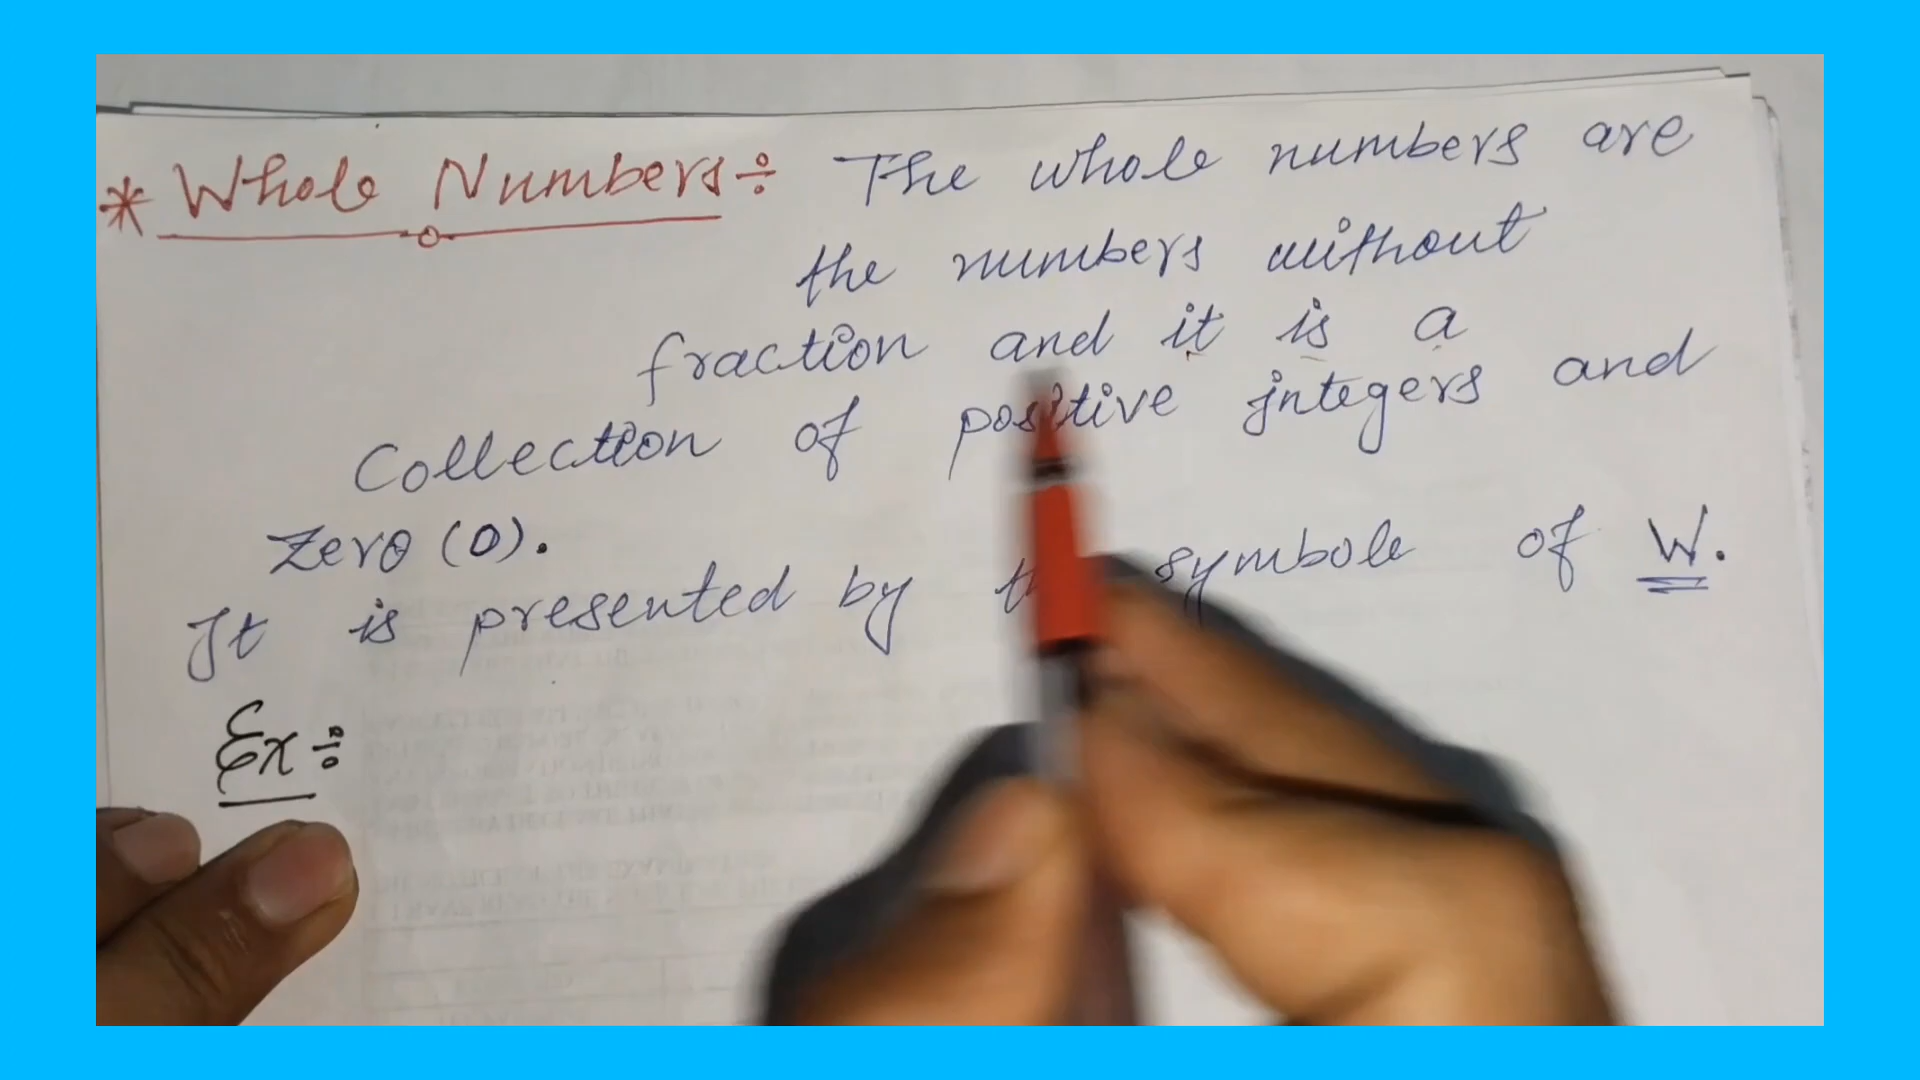 * Whole Numbers÷ The whole numbers are
the numbers without
fraction and it is a
Collection of positive integers and
Zero (0).
It is presented by symbole of W.
Ex÷